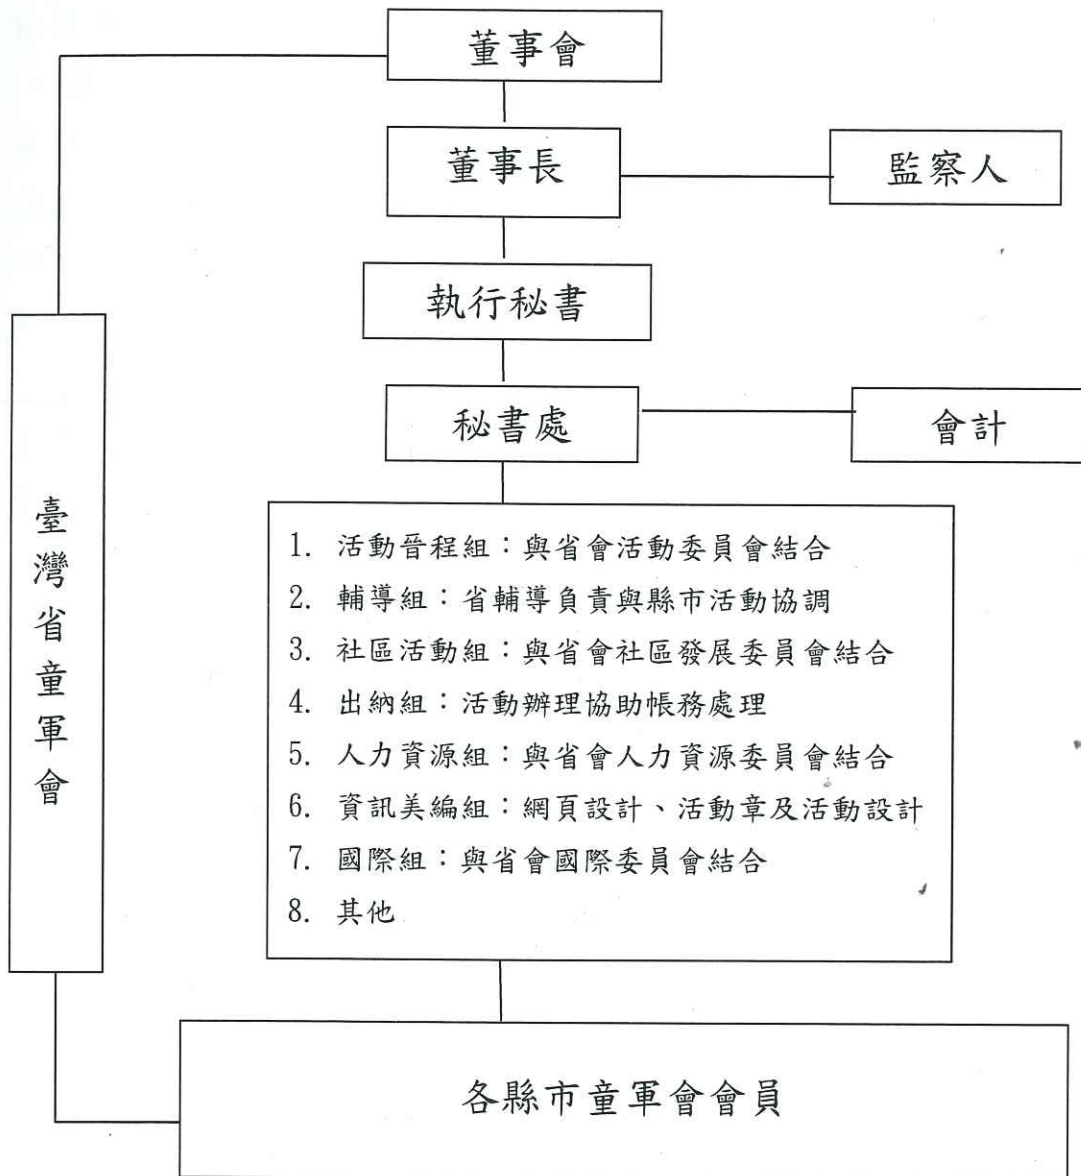 董事會
董事長
監察人
執行秘書
秘書處
會計
臺灣省童軍會
1. 活動晉程組：與省會活動委員會結合
2. 輔導組：省輔導負責與縣市活動協調
3. 社區活動組：與省會社區發展委員會結合
4. 出納組：活動辦理協助帳務處理
5. 人力資源組：與省會人力資源委員會結合
6. 資訊美編組：網頁設計、活動章及活動設計
7. 國際組：與省會國際委員會結合
8. 其他
各縣市童軍會會員